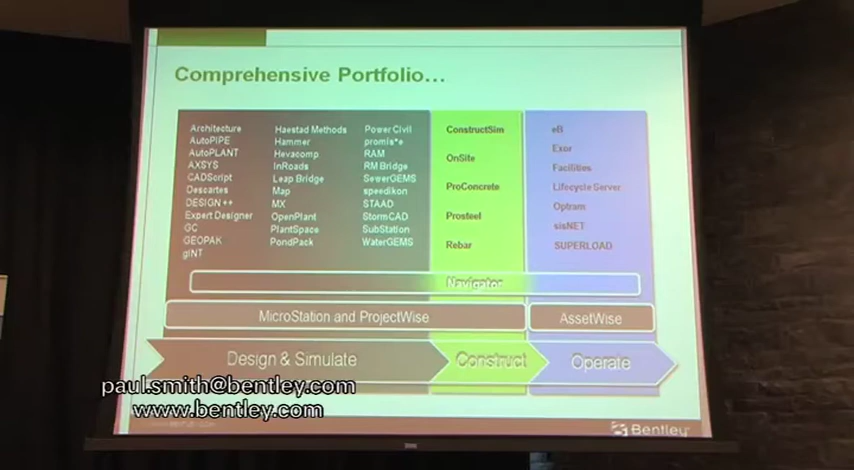 Comprehensive Portfolio...
Architecture
AutoPIPE
AutoPLANT
AXSYS
CADScript
Descartes
DESIGN ++
Expert Designer
GC
GEOPAK
gINT
Haestad Methods
Hammer
Hevacomp
InRoads
Leap Bridge
Map
MX
OpenPlant
PlantSpace
PondPack
Power Civil
promis*e
RAM
RM Bridge
SewerGEMS
speedikon
STAAD
StormCAD
SubStation
WaterGEMS
ConstructSim
OnSite
ProConcrete
Prosteel
Rebar
eB
Exor
Facilities
Lifecycle Server
Optram
sisNET
SUPERLOAD
Navigator
MicroStation and ProjectWise
AssetWise
Design & Simulate
Construct
Operate
paul.smith@bentley.com
www.bentley.com
WWW.BENTLEY.COM
Bentley